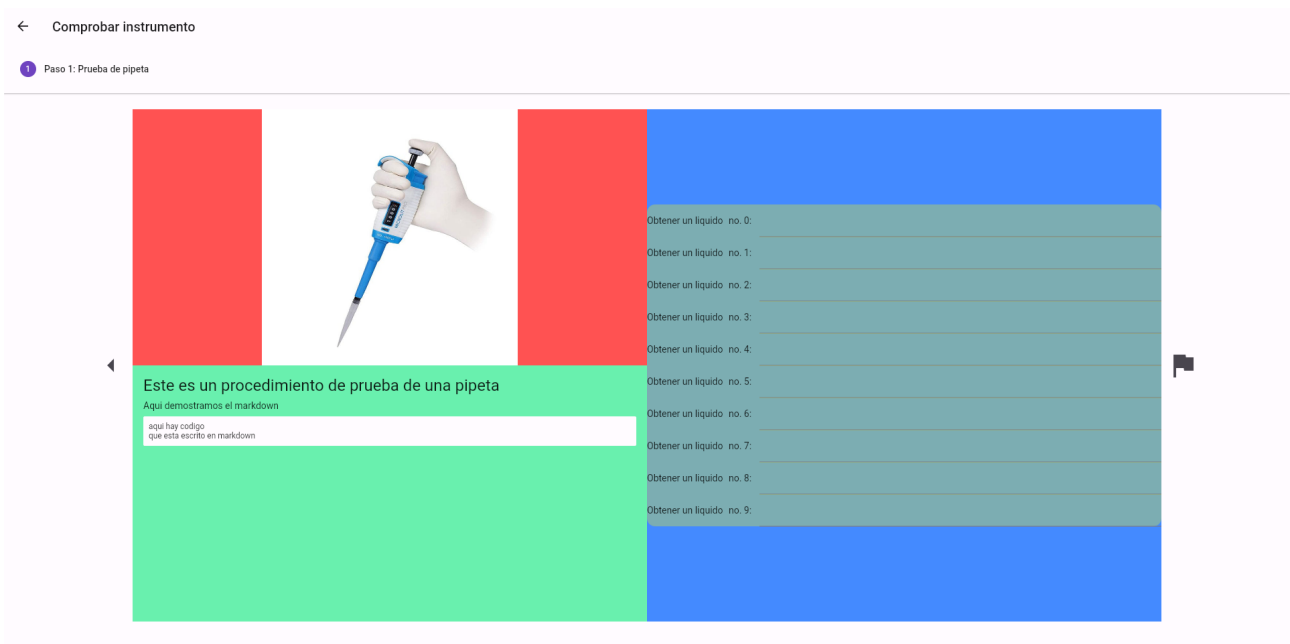 Comprobar instrumento
1 Paso 1: Prueba de pipeta
Este es un procedimiento de prueba de una pipeta
Aqui demostramos el markdown
aqui hay codigo
que esta escrito en markdown
Obtener un liquido no. 0:
Obtener un liquido no. 1:
Obtener un liquido no. 2:
Obtener un liquido no. 3:
Obtener un liquido no. 4:
Obtener un liquido no. 5:
Obtener un liquido no. 6:
Obtener un liquido no. 7:
Obtener un liquido no. 8:
Obtener un liquido no. 9: